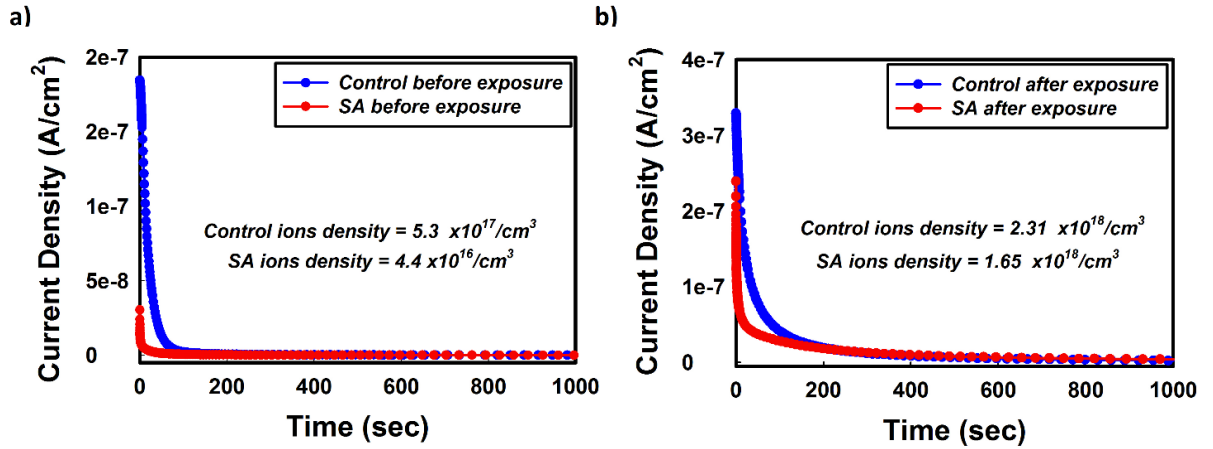 a)
Current Density (A/cm²)
2e-7
2e-7
1e-7
5e-8
0
Control before exposure
SA before exposure
Control ions density = 5.3 x10¹⁷/cm³
SA ions density = 4.4 x10¹⁶/cm³
0 200 400 600 800 1000
Time (sec)
b)
Current Density (A/cm²)
4e-7
3e-7
2e-7
1e-7
0
Control after exposure
SA after exposure
Control ions density = 2.31 x10¹⁸/cm³
SA ions density = 1.65 x10¹⁸/cm³
0 200 400 600 800 1000
Time (sec)